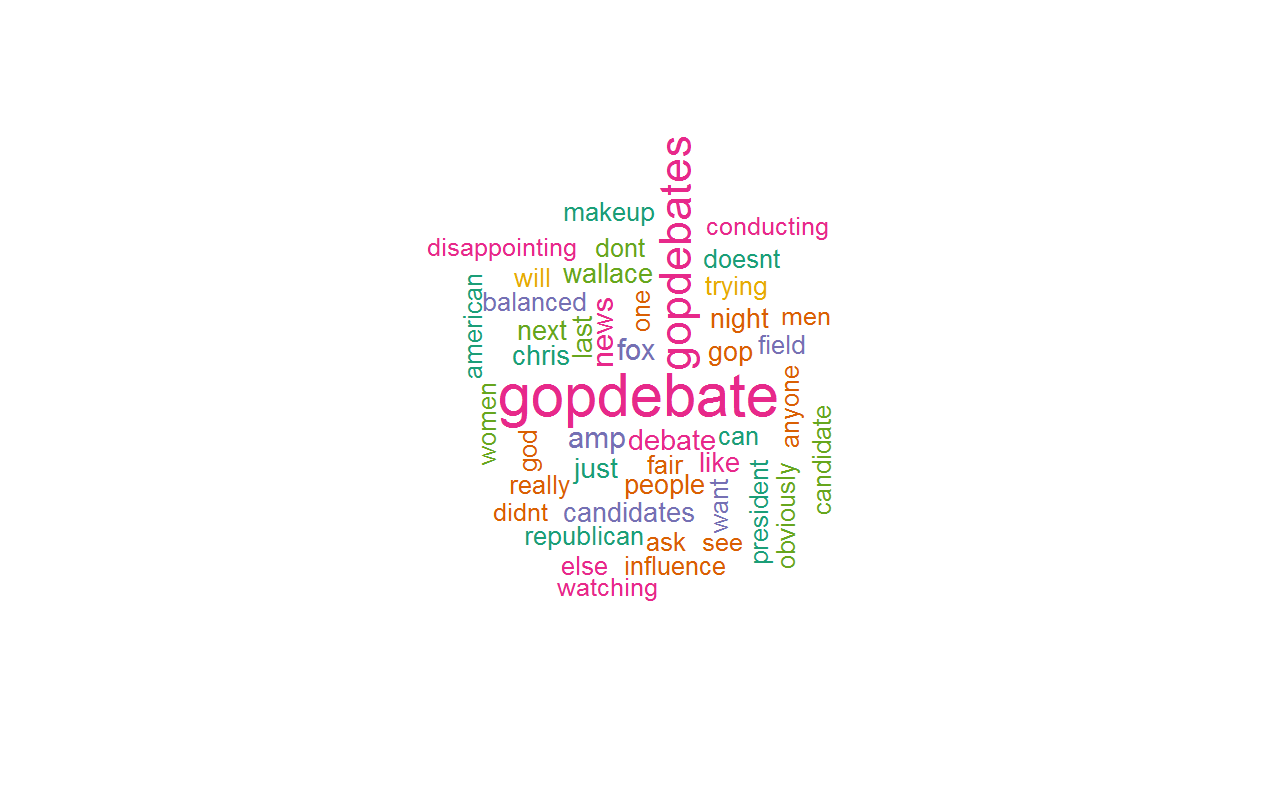 gopdebates
makeup
conducting
disappointing
dont
doesnt
will
wallace
trying
american
balanced
one
night
men
next
last
news
chris
fox
gop
field
gopdebate
women
anyone
candidate
god
amp
debate
can
just
fair
like
really
people
want
president
obviously
didnt
candidates
republican
ask
see
else
influence
watching